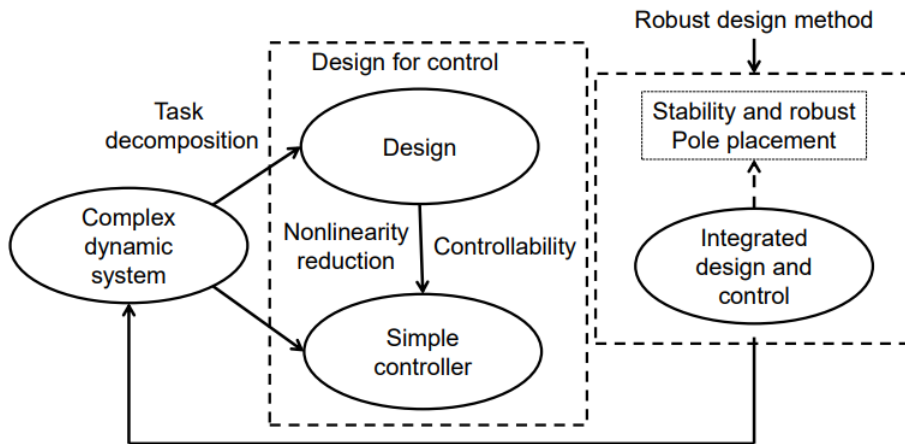 Robust design method
Design for control
Task
decomposition
Design
Stability and robust
Pole placement
Complex
dynamic
system
Nonlinearity
reduction
Controllability
Integrated
design and
control
Simple
controller